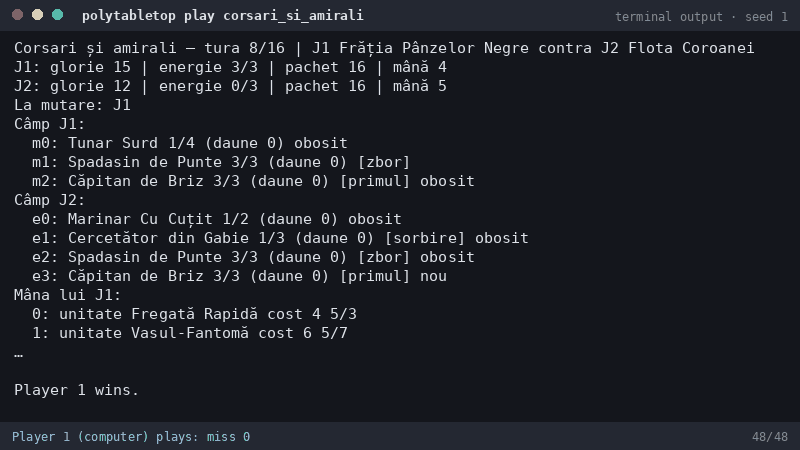 polytabletop play corsari_si_amirali
terminal output · seed 1
Corsari și amirali — tura 8/16 | J1 Frăția Pânzelor Negre contra J2 Flota Coroanei
J1: glorie 15 | energie 3/3 | pachet 16 | mână 4
J2: glorie 12 | energie 0/3 | pachet 16 | mână 5
La mutare: J1
Câmp J1:
m0: Tunar Surd 1/4 (daune 0) obosit
m1: Spadasin de Punte 3/3 (daune 0) [zbor]
m2: Căpitan de Briz 3/3 (daune 0) [primul] obosit
Câmp J2:
e0: Marinar Cu Cuțit 1/2 (daune 0) obosit
e1: Cercetător din Gabie 1/3 (daune 0) [sorbire] obosit
e2: Spadasin de Punte 3/3 (daune 0) [zbor] obosit
e3: Căpitan de Briz 3/3 (daune 0) [primul] nou
Mâna lui J1:
0: unitate Fregată Rapidă cost 4 5/3
1: unitate Vasul-Fantomă cost 6 5/7
…
Player 1 wins.
Player 1 (computer) plays: miss 0
48/48